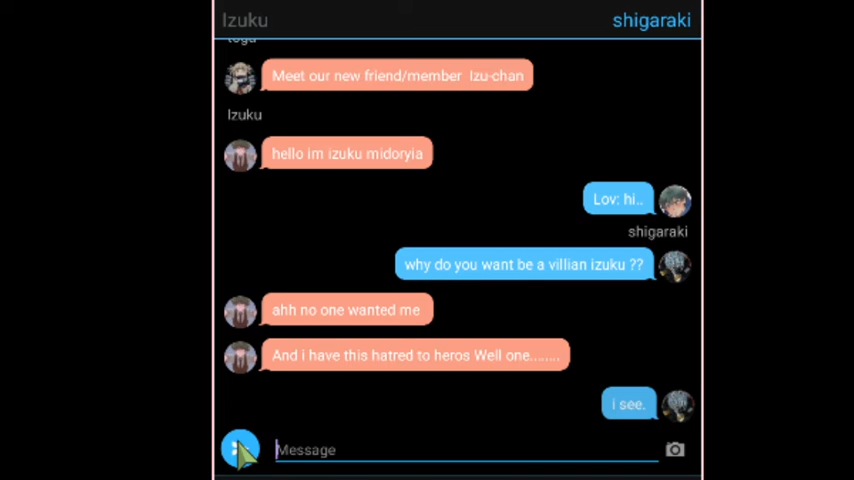 Izuku
shigaraki
toga
Meet our new friend/member Izu-chan
Izuku
hello im izuku midoryia
Lov: hi..
shigaraki
why do you want be a villian izuku ??
ahh no one wanted me
And i have this hatred to heros Well one........
i see.
Message